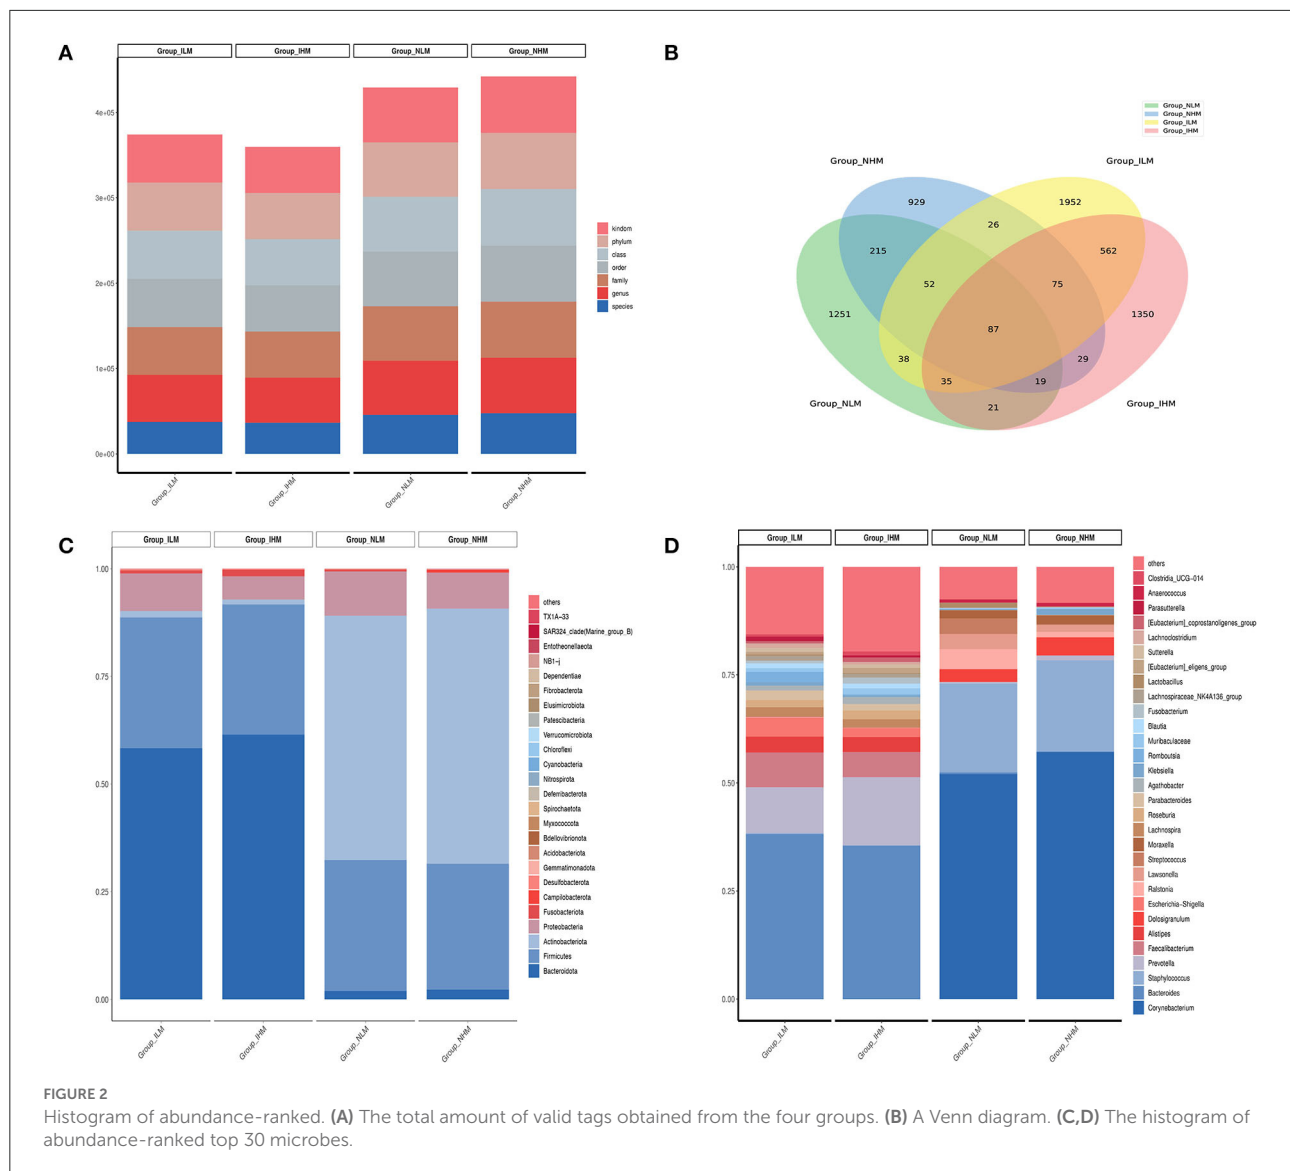 A
Group_ILM
Group_IHM
Group_NLM
Group_NHM
4e+05
3e+05
2e+05
1e+05
0e+00
Group_ILM
Group_IHM
Group_NLM
Group_NHM
kindom
phylum
class
order
family
genus
species
B
Group_NLM
Group_NHM
Group_ILM
Group_IHM
Group_NHM
Group_ILM
929
1952
26
215
562
52
75
1251
1350
87
38
29
35
19
21
Group_NLM
Group_IHM
C
Group_ILM
Group_IHM
Group_NLM
Group_NHM
1.00
0.75
0.50
0.25
0.00
Group_ILM
Group_IHM
Group_NLM
Group_NHM
others
TX1A-33
SAR324_clade(Marine_group_B)
Entotheonellaeota
NB1-j
Dependentiae
Fibrobacterota
Elusimicrobiota
Patescibacteria
Verrucomicrobiota
Chloroflexi
Cyanobacteria
Nitrospirota
Deferribacterota
Spirochaetota
Myxococcota
Bdellovibrionota
Acidobacteriota
Gemmatimonadota
Desulfobacterota
Campilobacterota
Fusobacteriota
Proteobacteria
Actinobacteriota
Firmicutes
Bacteroidota
D
Group_ILM
Group_IHM
Group_NLM
Group_NHM
1.00
0.75
0.50
0.25
0.00
Group_ILM
Group_IHM
Group_NLM
Group_NHM
others
Clostridia_UCG-014
Anaerococcus
Parasutterella
[Eubacterium]_coprostanoligenes_group
Lachnoclostridium
Sutterella
[Eubacterium]_eligens_group
Lactobacillus
Lachnospiraceae_NK4A136_group
Fusobacterium
Blautia
Muribaculaceae
Romboutsia
Klebsiella
Agathobacter
Parabacteroides
Roseburia
Lachnospira
Moraxella
Streptococcus
Lawsonella
Ralstonia
Escherichia-Shigella
Dolosigranulum
Alistipes
Faecalibacterium
Prevotella
Staphylococcus
Bacteroides
Corynebacterium
FIGURE 2
Histogram of abundance-ranked. (A) The total amount of valid tags obtained from the four groups. (B) A Venn diagram. (C,D) The histogram of
abundance-ranked top 30 microbes.